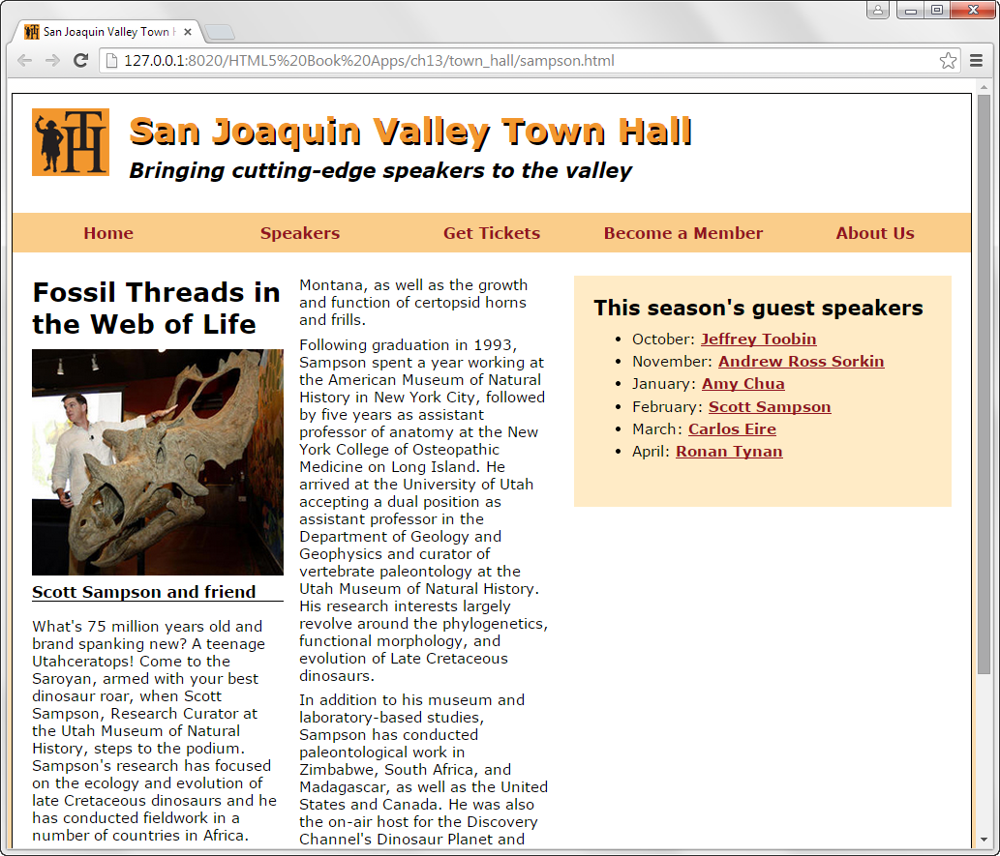 San Joaquin Valley Town
127.0.0.1:8020/HTML5%20Book%20Apps/ch13/town_hall/sampson.html
TH
San Joaquin Valley Town Hall
Bringing cutting-edge speakers to the valley
Home Speakers Get Tickets Become a Member About Us
Fossil Threads in
the Web of Life
Scott Sampson and friend
What's 75 million years old and
brand spanking new? A teenage
Utahceratops! Come to the
Saroyan, armed with your best
dinosaur roar, when Scott
Sampson, Research Curator at
the Utah Museum of Natural
History, steps to the podium.
Sampson's research has focused
on the ecology and evolution of
late Cretaceous dinosaurs and he
has conducted fieldwork in a
number of countries in Africa.
Montana, as well as the growth
and function of certopsid horns
and frills.
Following graduation in 1993,
Sampson spent a year working at
the American Museum of Natural
History in New York City, followed
by five years as assistant
professor of anatomy at the New
York College of Osteopathic
Medicine on Long Island. He
arrived at the University of Utah
accepting a dual position as
assistant professor in the
Department of Geology and
Geophysics and curator of
vertebrate paleontology at the
Utah Museum of Natural History.
His research interests largely
revolve around the phylogenetics,
functional morphology, and
evolution of Late Cretaceous
dinosaurs.
In addition to his museum and
laboratory-based studies,
Sampson has conducted
paleontological work in
Zimbabwe, South Africa, and
Madagascar, as well as the United
States and Canada. He was also
the on-air host for the Discovery
Channel's Dinosaur Planet and
This season's guest speakers
• October: Jeffrey Toobin
• November: Andrew Ross Sorkin
• January: Amy Chua
• February: Scott Sampson
• March: Carlos Eire
• April: Ronan Tynan